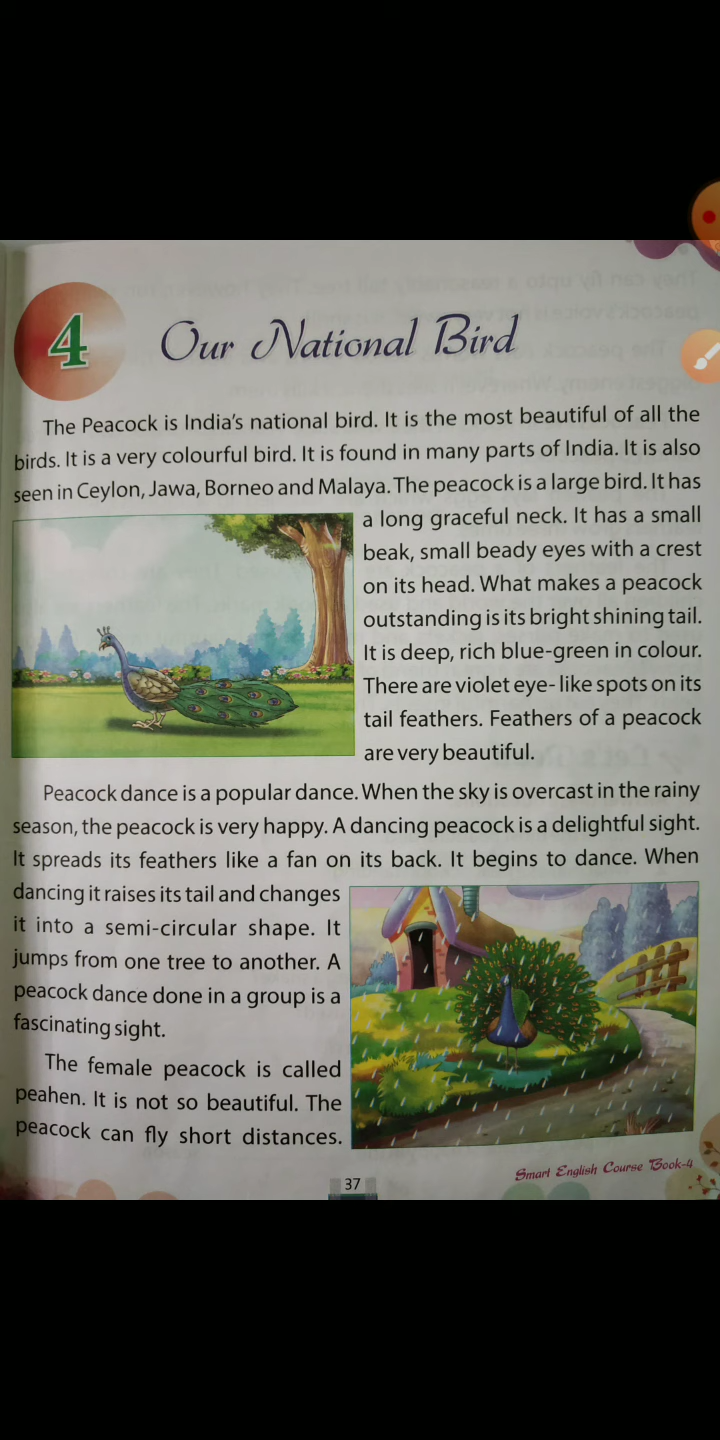 4
Our National Bird
The Peacock is India's national bird. It is the most beautiful of all the
birds. It is a very colourful bird. It is found in many parts of India. It is also
seen in Ceylon, Jawa, Borneo and Malaya. The peacock is a large bird. It has
a long graceful neck. It has a small
beak, small beady eyes with a crest
on its head. What makes a peacock
outstanding is its bright shining tail.
It is deep, rich blue-green in colour.
There are violet eye- like spots on its
tail feathers. Feathers of a peacock
are very beautiful.
Peacock dance is a popular dance. When the sky is overcast in the rainy
season, the peacock is very happy. A dancing peacock is a delightful sight.
It spreads its feathers like a fan on its back. It begins to dance. When
dancing it raises its tail and changes
it into a semi-circular shape. It
jumps from one tree to another. A
peacock dance done in a group is a
fascinating sight.
The female peacock is called
peahen. It is not so beautiful. The
peacock can fly short distances.
37
Smart English Course Book-4